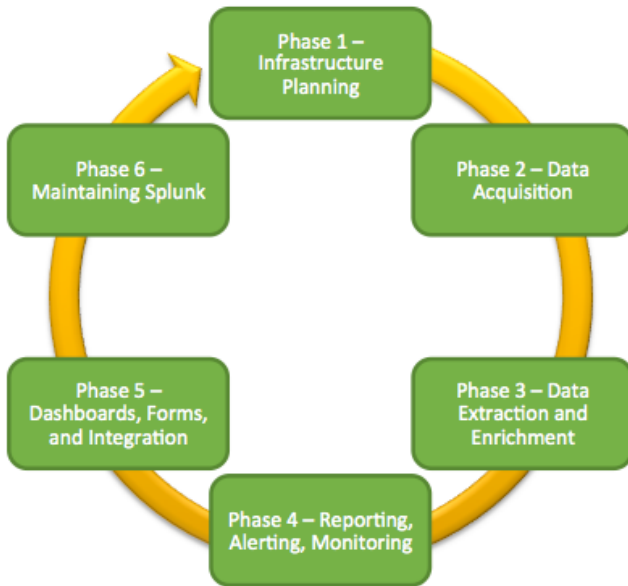 Phase 1 –
Infrastructure
Planning
Phase 2 – Data
Acquisition
Phase 3 – Data
Extraction and
Enrichment
Phase 4 – Reporting,
Alerting, Monitoring
Phase 5 –
Dashboards, Forms,
and Integration
Phase 6 –
Maintaining Splunk